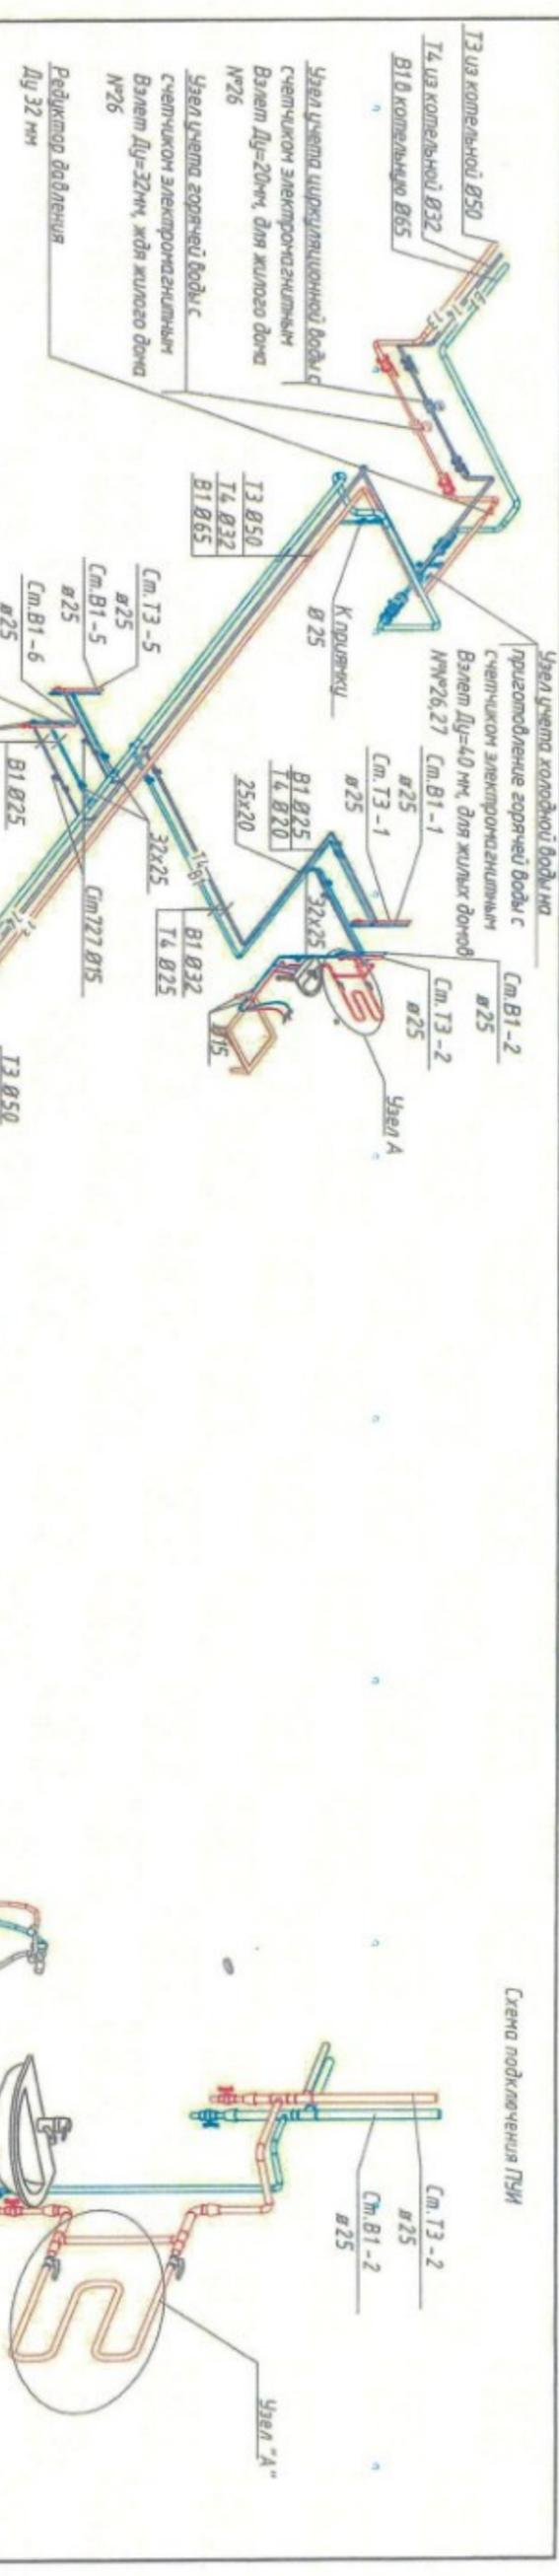 Т3 из котельной Ø50
Т4 из котельной Ø32
В1 в котельную Ø65
Узел учета циркуляционной воды с
счетчиком электромагнитным
Взлет Ду=20мм, для жилого дома
№26
Узел учета горячей воды с
счетчиком электромагнитным
Взлет Ду=32мм, ждя жилого дома
№26
Редуктор давления
Ду 32 мм
Узел учета холодной воды на
приготовление горячей воды с
счетчиком электромагнитным
Взлет Ду=40 мм, для жилых домов
№№26,27
Т3 Ø50
Т4 Ø32
В1 Ø65
К приямку
Ø 25
Ст.В1-1
ø25
Ст.Т3-1
ø25
В1 Ø25
Т4 Ø20
25х20
32х25
Ст.В1-2
ø25
Ст.Т3-2
ø25
Узел А
Ø15
Т4
В1
В1 Ø32
Т4 Ø25
Ст.Т3-5
ø25
Ст.В1-5
ø25
Ст.В1-6
ø25
В1 Ø25
32х25
Cim727 Ø15
Т3 Ø50
Схема подключения ПУИ
Ст.Т3-2
ø25
Ст.В1-2
ø25
Узел "А"